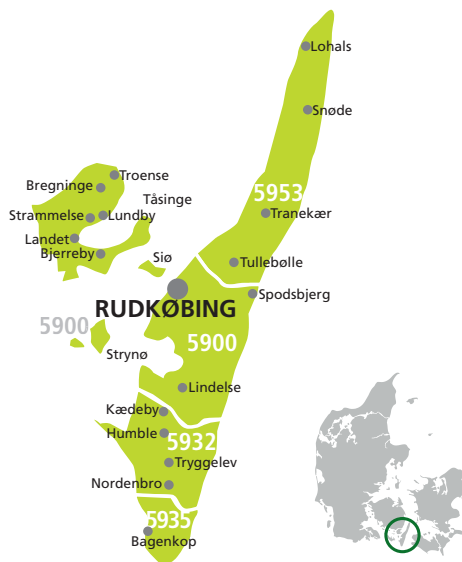 Lohals
Snøde
Troense
Bregninge
5953
Tåsinge
Strammelse
Lundby
Tranekær
Landet
Bjerreby
Siø
Tullebølle
Spodsbjerg
RUDKØBING
5900
5900
Strynø
Lindelse
Kædeby
Humble
5932
Tryggelev
Nordenbro
5935
Bagenkop